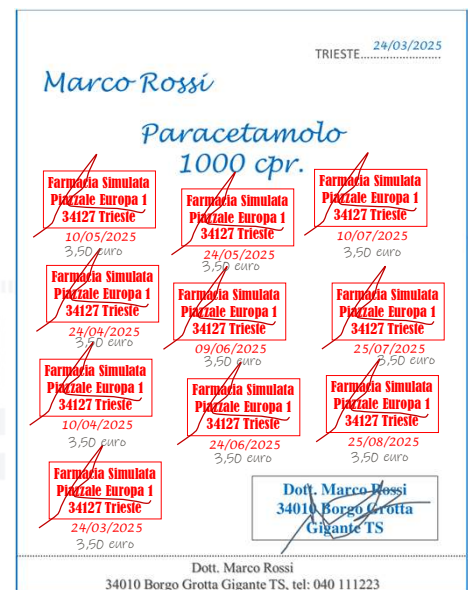 TRIESTE....................24/03/2025
Marco Rossi
Paracetamolo
1000 cpr.
Farmacia Simulata
Piazzale Europa 1
34127 Trieste
10/05/2025
3,50 euro
Farmacia Simulata
Piazzale Europa 1
34127 Trieste
24/05/2025
3,50 euro
Farmacia Simulata
Piazzale Europa 1
34127 Trieste
10/07/2025
3,50 euro
Farmacia Simulata
Piazzale Europa 1
34127 Trieste
24/04/2025
3,50 euro
Farmacia Simulata
Piazzale Europa 1
34127 Trieste
09/06/2025
3,50 euro
Farmacia Simulata
Piazzale Europa 1
34127 Trieste
25/07/2025
3,50 euro
Farmacia Simulata
Piazzale Europa 1
34127 Trieste
10/04/2025
3,50 euro
Farmacia Simulata
Piazzale Europa 1
34127 Trieste
24/06/2025
3,50 euro
Farmacia Simulata
Piazzale Europa 1
34127 Trieste
25/08/2025
3,50 euro
Farmacia Simulata
Piazzale Europa 1
34127 Trieste
24/03/2025
3,50 euro
Dott. Marco Rossi
34010 Borgo Grotta
Gigante TS
Dott. Marco Rossi
34010 Borgo Grotta Gigante TS, tel: 040 111223